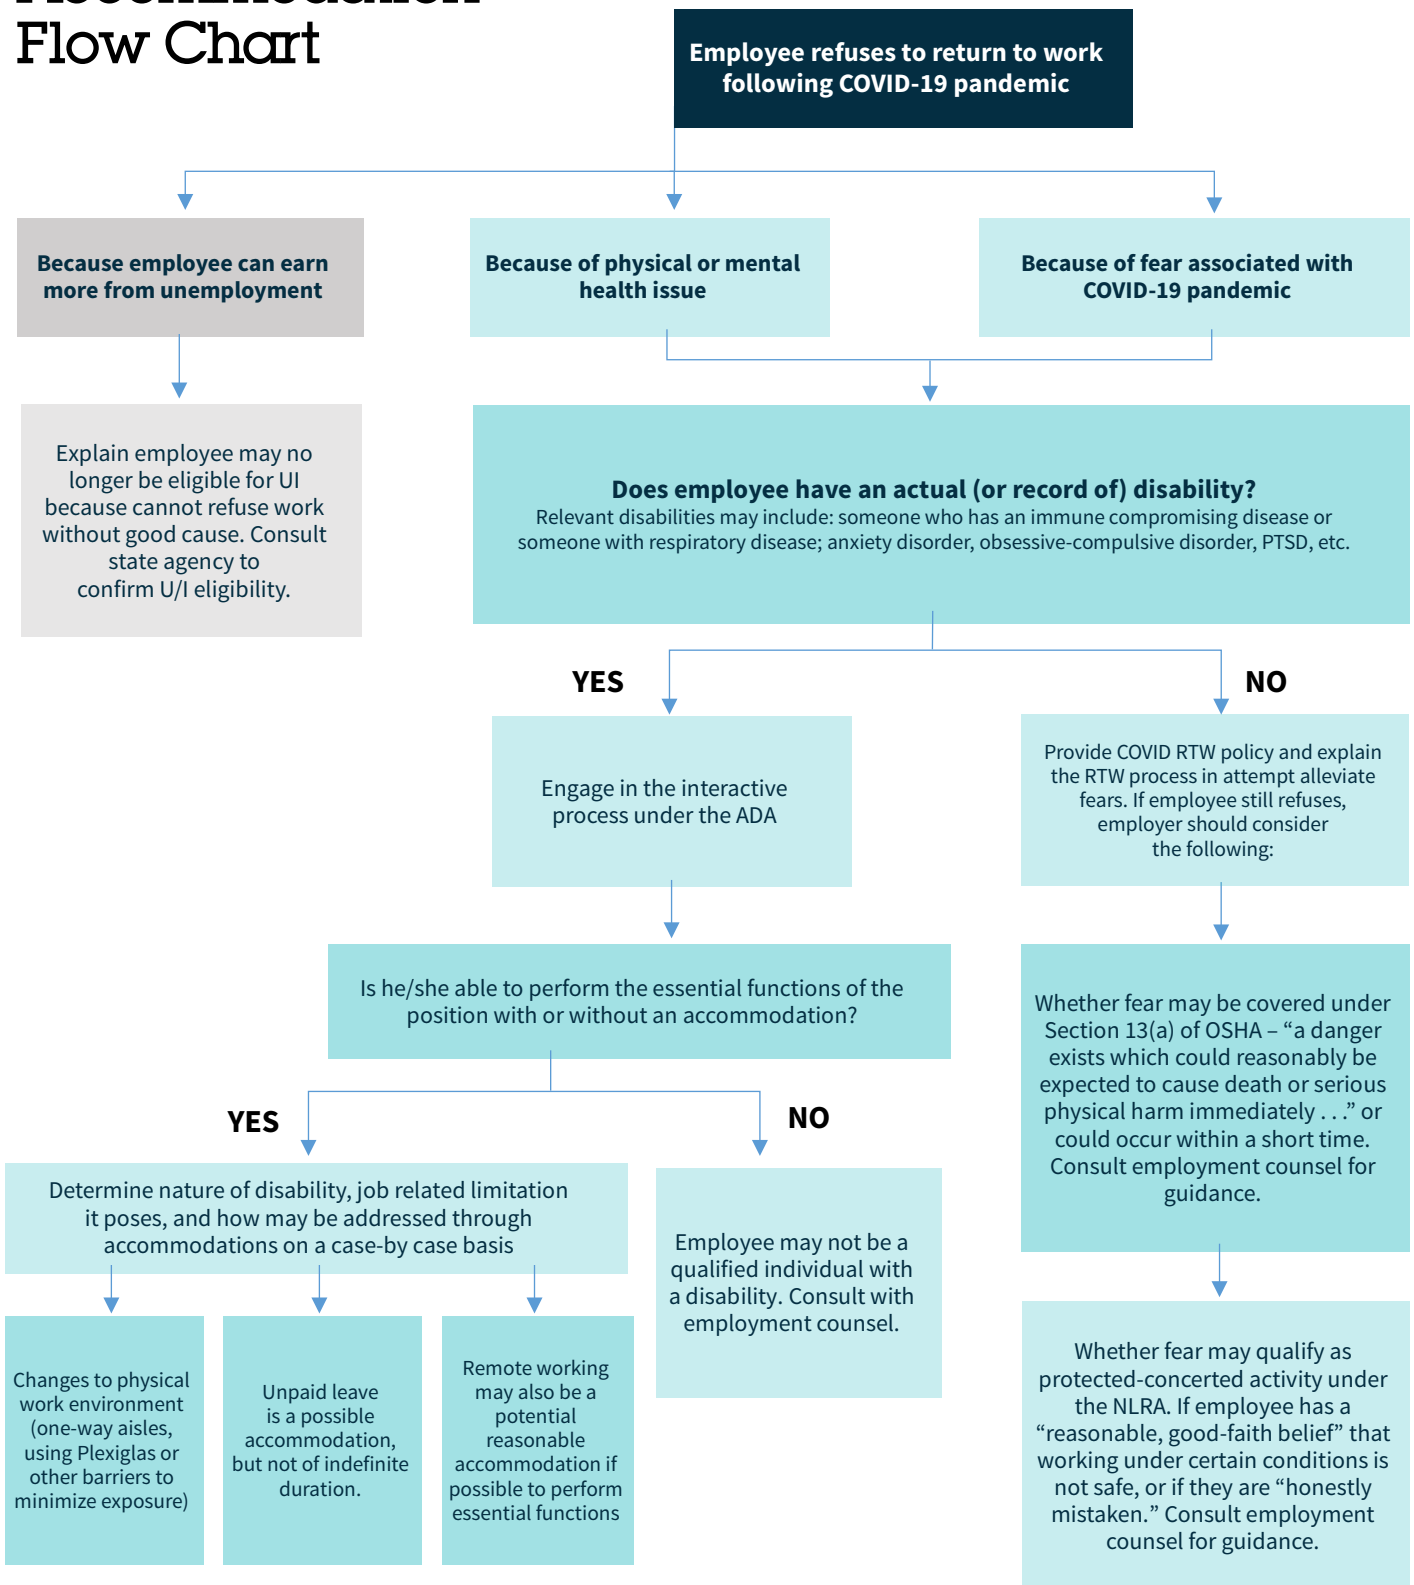 Flow Chart
Employee refuses to return to work
following COVID-19 pandemic
Because employee can earn
more from unemployment
Because of physical or mental
health issue
Because of fear associated with
COVID-19 pandemic
Explain employee may no
longer be eligible for UI
because cannot refuse work
without good cause. Consult
state agency to
confirm U/I eligibility.
Does employee have an actual (or record of) disability?
Relevant disabilities may include: someone who has an immune compromising disease or
someone with respiratory disease; anxiety disorder, obsessive-compulsive disorder, PTSD, etc.
YES
NO
Engage in the interactive
process under the ADA
Provide COVID RTW policy and explain
the RTW process in attempt alleviate
fears. If employee still refuses,
employer should consider
the following:
Is he/she able to perform the essential functions of the
position with or without an accommodation?
Whether fear may be covered under
Section 13(a) of OSHA – “a danger
exists which could reasonably be
expected to cause death or serious
physical harm immediately . . .” or
could occur within a short time.
Consult employment counsel for
guidance.
YES
NO
Determine nature of disability, job related limitation
it poses, and how may be addressed through
accommodations on a case-by case basis
Employee may not be a
qualified individual with
a disability. Consult with
employment counsel.
Changes to physical
work environment
(one-way aisles,
using Plexiglas or
other barriers to
minimize exposure)
Unpaid leave
is a possible
accommodation,
but not of indefinite
duration.
Remote working
may also be a
potential
reasonable
accommodation if
possible to perform
essential functions
Whether fear may qualify as
protected-concerted activity under
the NLRA. If employee has a
“reasonable, good-faith belief” that
working under certain conditions is
not safe, or if they are “honestly
mistaken.” Consult employment
counsel for guidance.